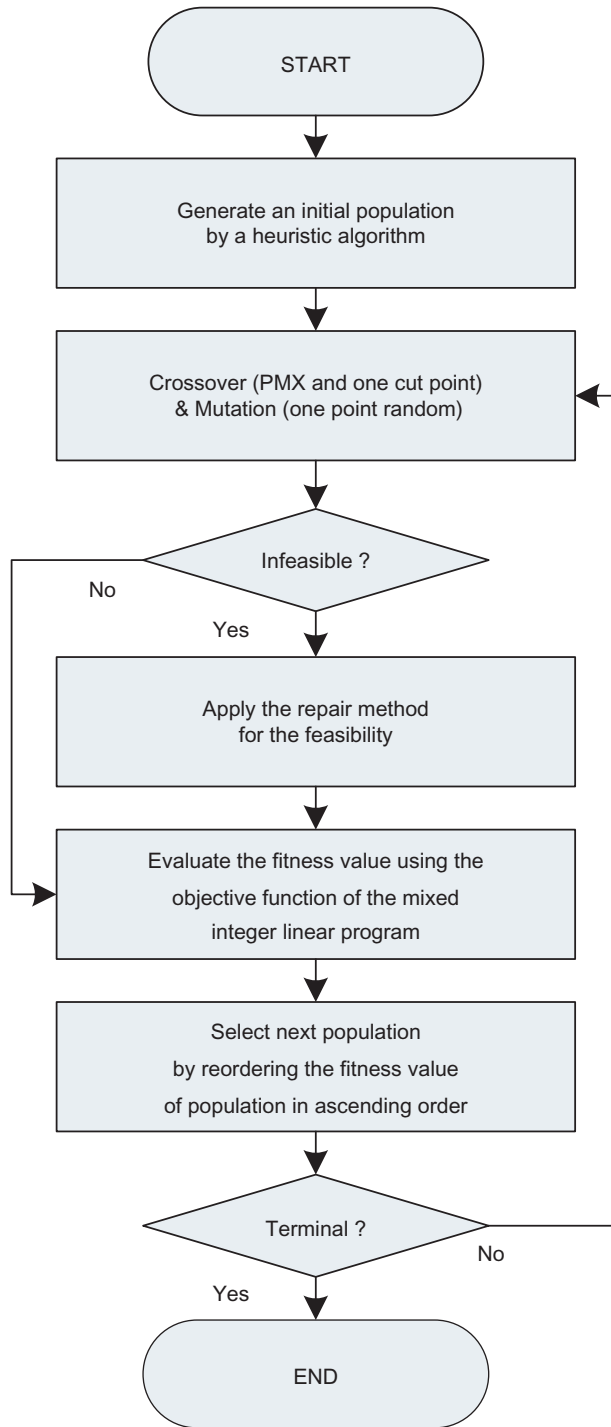 START
Generate an initial population
by a heuristic algorithm
Crossover (PMX and one cut point)
& Mutation (one point random)
Infeasible ?
No
Yes
Apply the repair method
for the feasibility
Evaluate the fitness value using the
objective function of the mixed
integer linear program
Select next population
by reordering the fitness value
of population in ascending order
Terminal ?
No
Yes
END